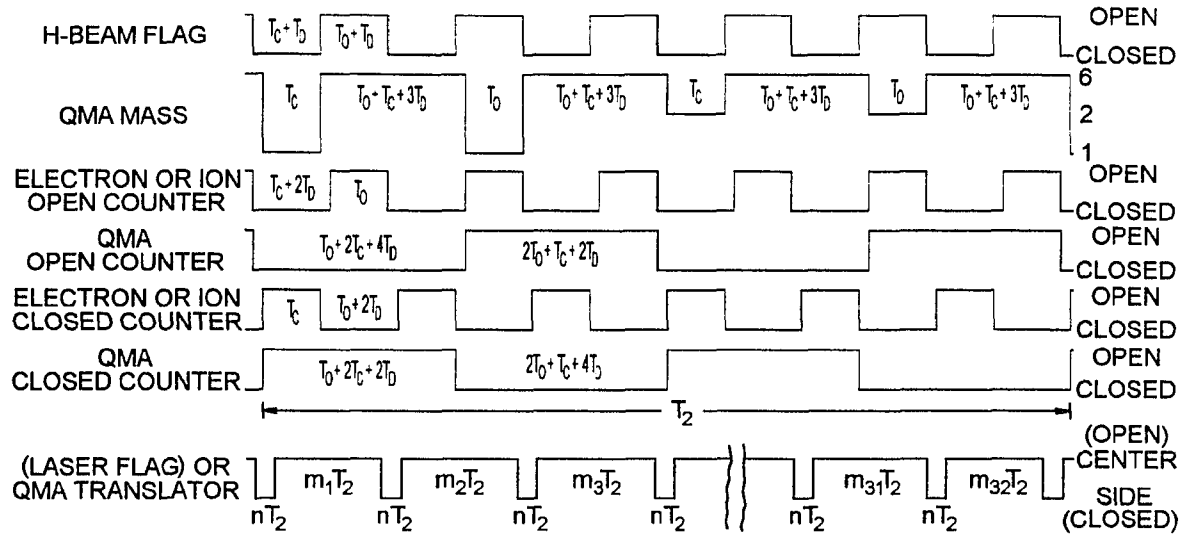 H-BEAM FLAG
T_C + T_D
T_O + T_D
OPEN
CLOSED
QMA MASS
T_C
T_O + T_C + 3T_D
T_O
T_O + T_C + 3T_D
T_C
T_O + T_C + 3T_D
T_O
T_O + T_C + 3T_D
6
2
1
ELECTRON OR ION
OPEN COUNTER
T_C + 2T_D
T_O
OPEN
CLOSED
QMA
OPEN COUNTER
T_O + 2T_C + 4T_D
2T_O + T_C + 2T_D
OPEN
CLOSED
ELECTRON OR ION
CLOSED COUNTER
T_C
T_O + 2T_D
OPEN
CLOSED
QMA
CLOSED COUNTER
T_O + 2T_C + 2T_D
2T_O + T_C + 4T_D
OPEN
CLOSED
T_2
(LASER FLAG) OR
QMA TRANSLATOR
m_1T_2
m_2T_2
m_3T_2
m_31T_2
m_32T_2
(OPEN)
CENTER
SIDE
(CLOSED)
nT_2
nT_2
nT_2
nT_2
nT_2
nT_2
nT_2